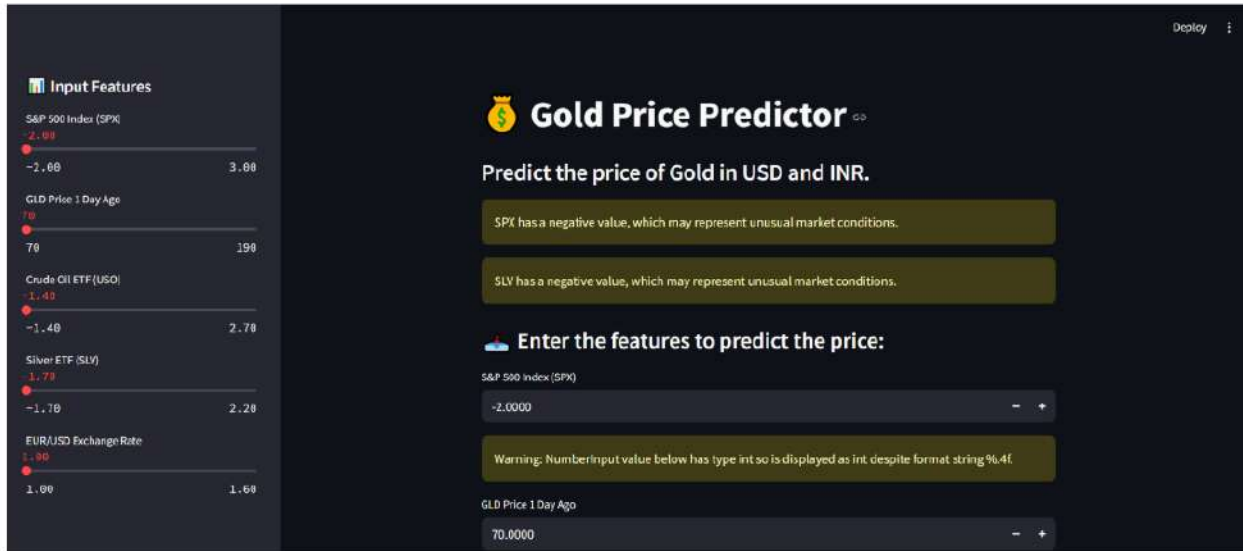 Deploy
Input Features
S&P 500 Index (SPX)
-2.00
-2.00 3.00
GLD Price 1 Day Ago
70
70 190
Crude Oil ETF (USO)
-1.40
-1.40 2.70
Silver ETF (SLV)
-1.70
-1.70 2.20
EUR/USD Exchange Rate
1.00
1.00 1.60
Gold Price Predictor
Predict the price of Gold in USD and INR.
SPX has a negative value, which may represent unusual market conditions.
SLV has a negative value, which may represent unusual market conditions.
Enter the features to predict the price:
S&P 500 Index (SPX)
-2.0000 - +
Warning: NumberInput value below has type int so is displayed as int despite format string %.4f.
GLD Price 1 Day Ago
70.0000 - +